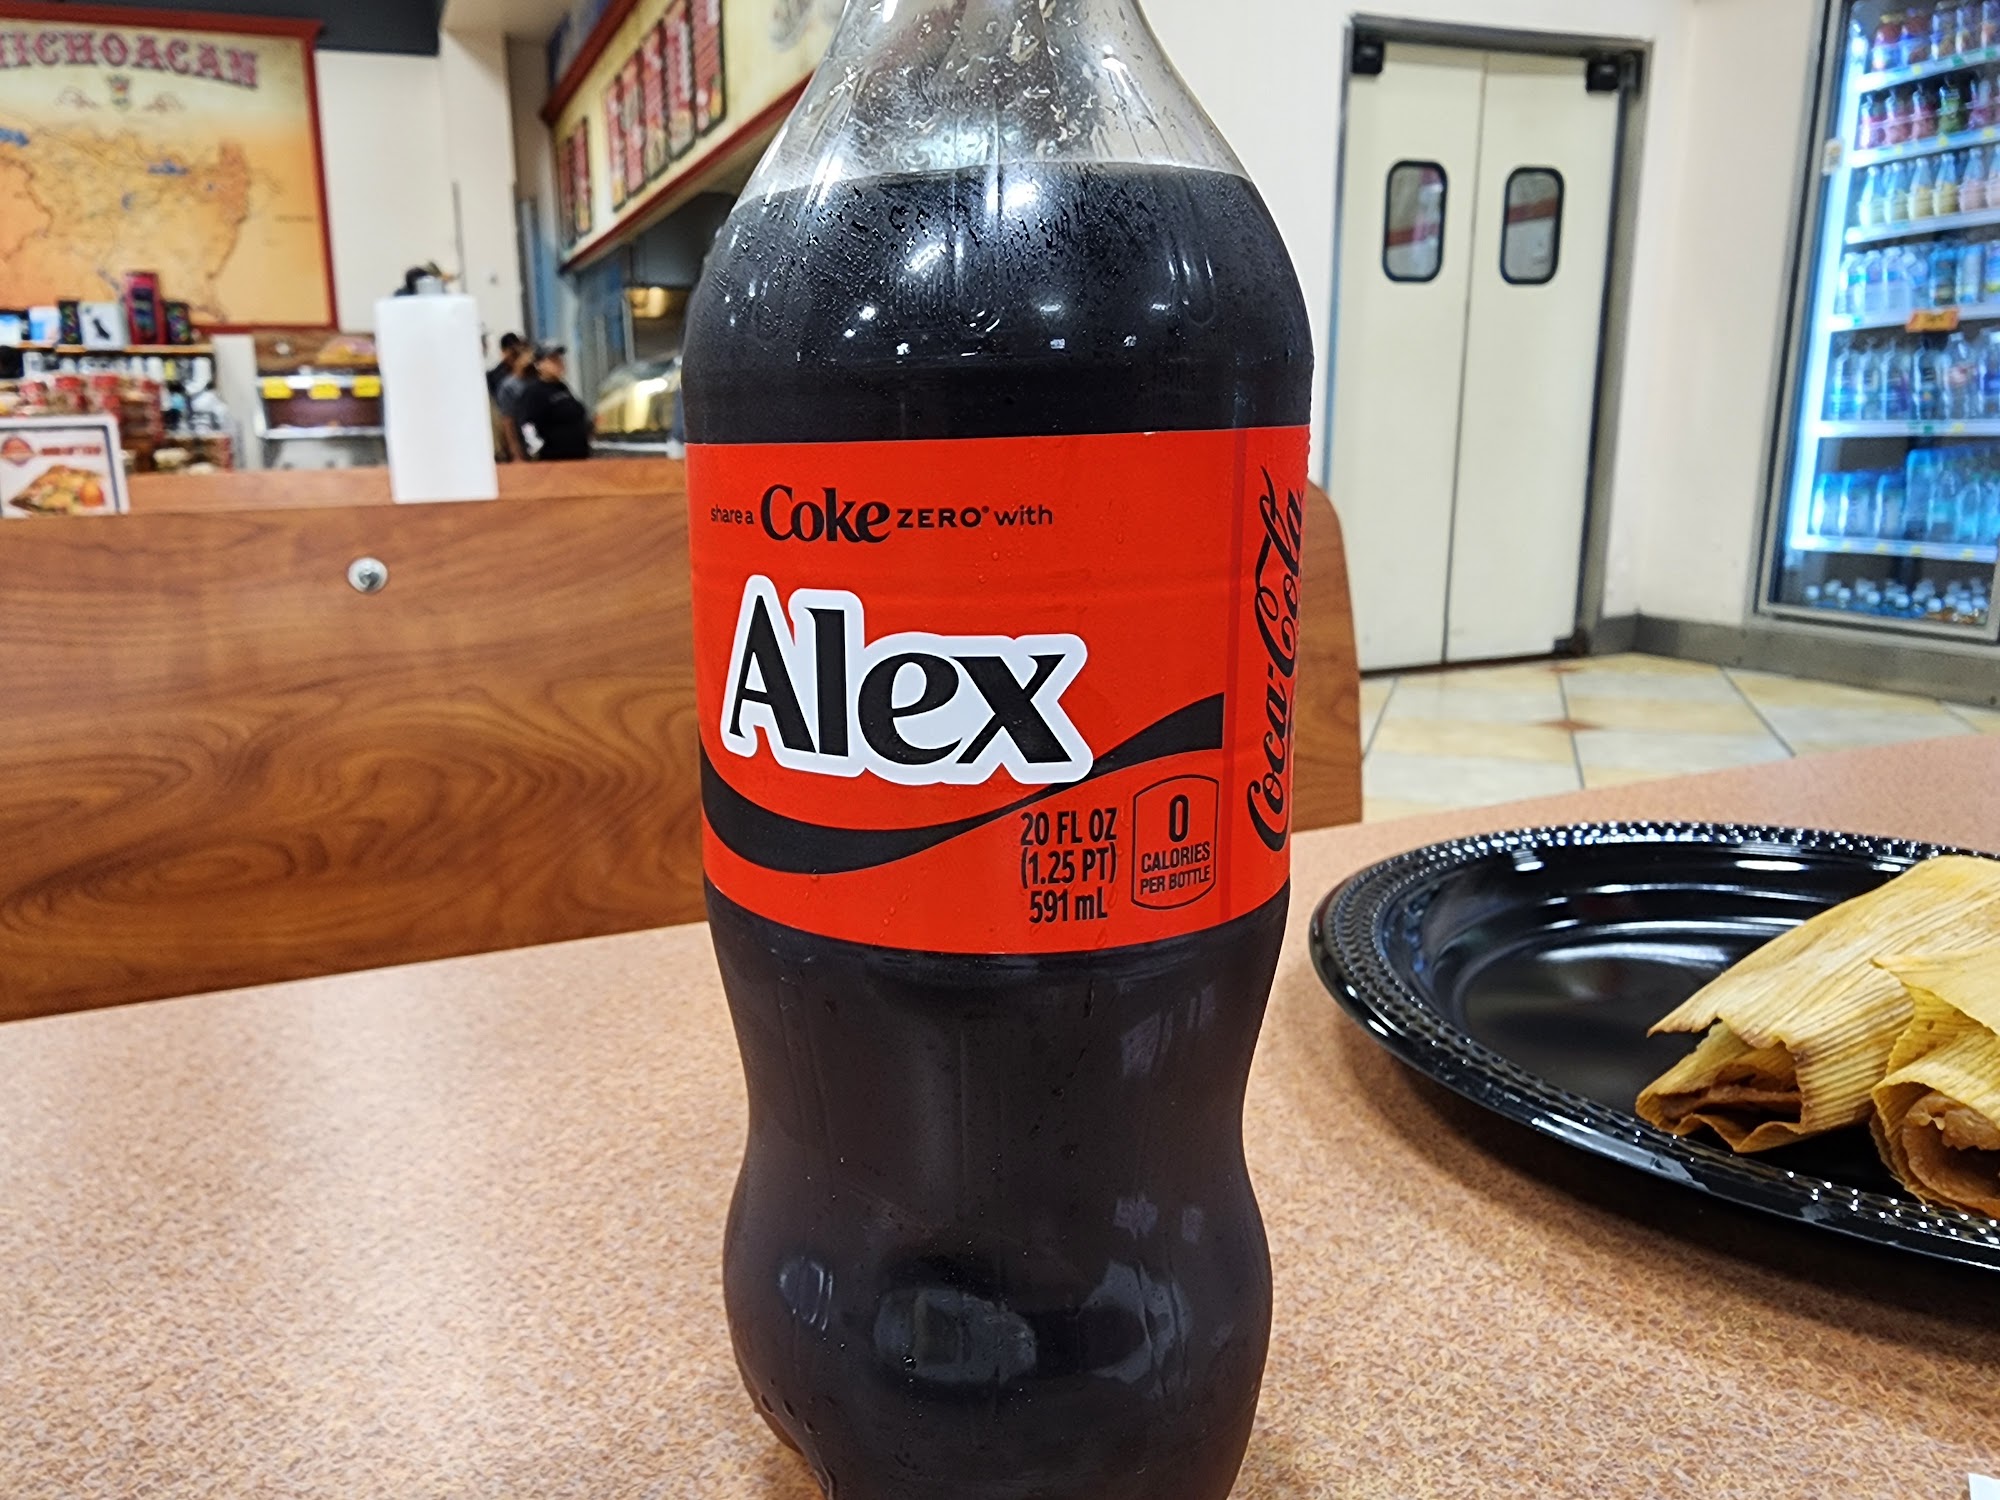 MICHOACAN
share a Coke ZERO® with
Alex
20 FL OZ
(1.25 PT)
591 mL
0
CALORIES
PER BOTTLE
Coca-Cola